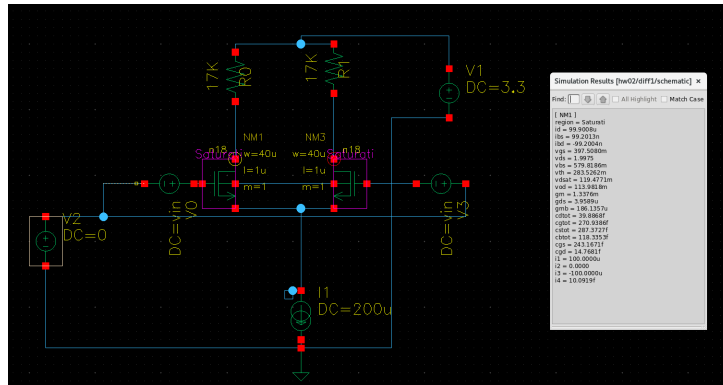 17K
R0
17K
R1
V1
DC=3.3
NM1
NM3
n18
n18
Saturati
w=40u
Saturati
w=40u
l=1u
l=1u
m=1
m=1
V2
DC=0
DC=vin
V0
DC=vin
V3
I1
DC=200u
Simulation Results [hw02/diff1/schematic] ×
Find: All Highlight Match Case
[ NM1 ]
region = Saturati
id = 99.9008u
ibs = 99.2013n
ibd = -99.2004n
vgs = 397.5080m
vds = 1.9975
vbs = 579.8186m
vth = 283.5262m
vdsat = 119.4771m
vod = 113.9818m
gm = 1.3376m
gds = 3.9589u
gmb = 186.1357u
cdtot = 39.8868f
cgtot = 270.9386f
cstot = 287.3727f
cbtot = 118.3353f
cgs = 243.1671f
cgd = 14.7681f
i1 = 100.0000u
i2 = 0.0000
i3 = -100.0000u
i4 = 10.0919f